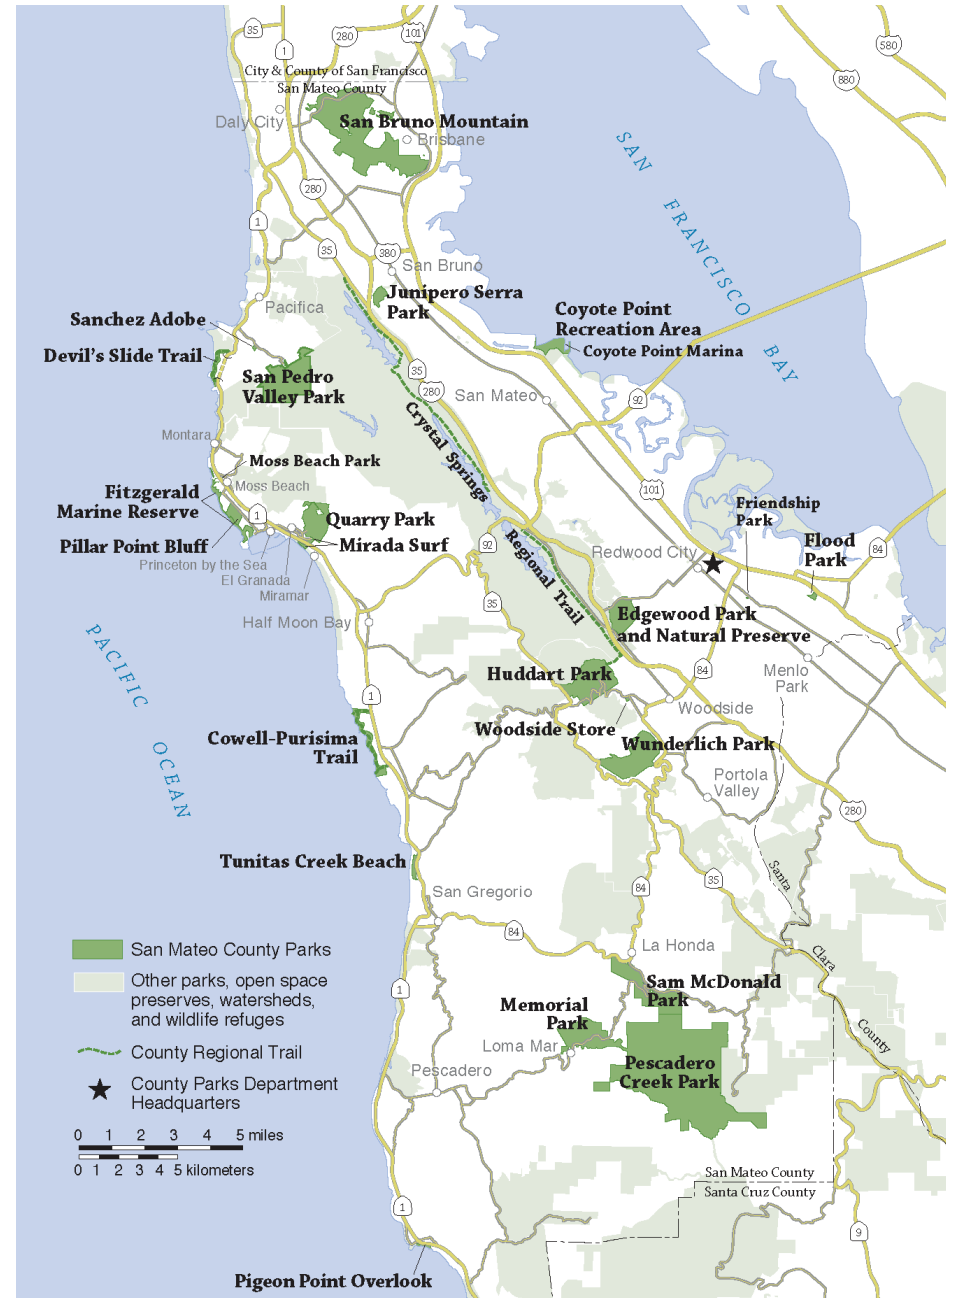 35
1
280
101
580
880
City & County of San Francisco
San Mateo County
Daly City
San Bruno Mountain
Brisbane
SAN FRANCISCO BAY
280
1
35
380
San Bruno
Junipero Serra
Park
Pacifica
Sanchez Adobe
Devil's Slide Trail
San Pedro
Valley Park
Coyote Point
Recreation Area
Coyote Point Marina
35
280
San Mateo
92
Crystal Springs
Regional Trail
Montara
Moss Beach Park
Moss Beach
Fitzgerald
Marine Reserve
1
Quarry Park
Pillar Point Bluff
Mirada Surf
Princeton by the Sea
El Granada
Miramar
Half Moon Bay
101
Friendship
Park
Flood
Park
84
Redwood City
92
35
Edgewood Park
and Natural Preserve
PACIFIC OCEAN
Huddart Park
84
Menlo
Park
1
Woodside
Woodside Store
Cowell-Purisima
Trail
Wunderlich Park
Portola
Valley
280
Tunitas Creek Beach
San Gregorio
84
35
Santa
Clara
County
84
La Honda
San Mateo County Parks
Other parks, open space
preserves, watersheds,
and wildlife refuges
County Regional Trail
County Parks Department
Headquarters
0 1 2 3 4 5 miles
0 1 2 3 4 5 kilometers
1
Sam McDonald
Park
Memorial
Park
Loma Mar
Pescadero
Pescadero
Creek Park
San Mateo County
Santa Cruz County
1
9
Pigeon Point Overlook